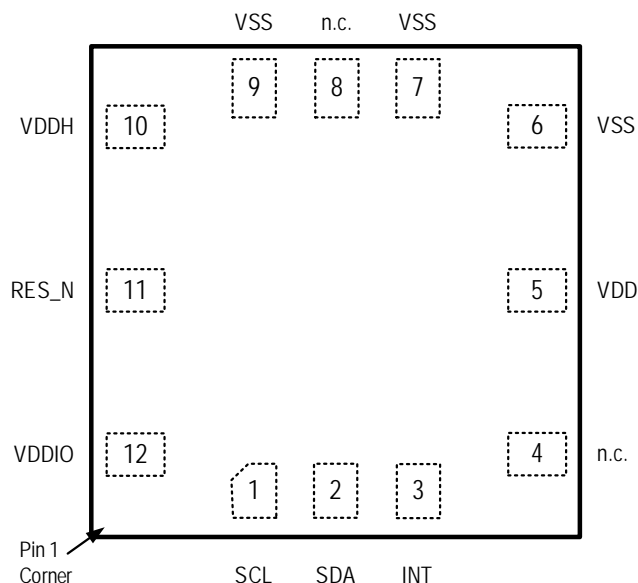 VSS n.c. VSS
9 8 7
VDDH 10 6 VSS
RES_N 11 5 VDD
VDDIO 12 4 n.c.
1 2 3
Pin 1
Corner
SCL SDA INT